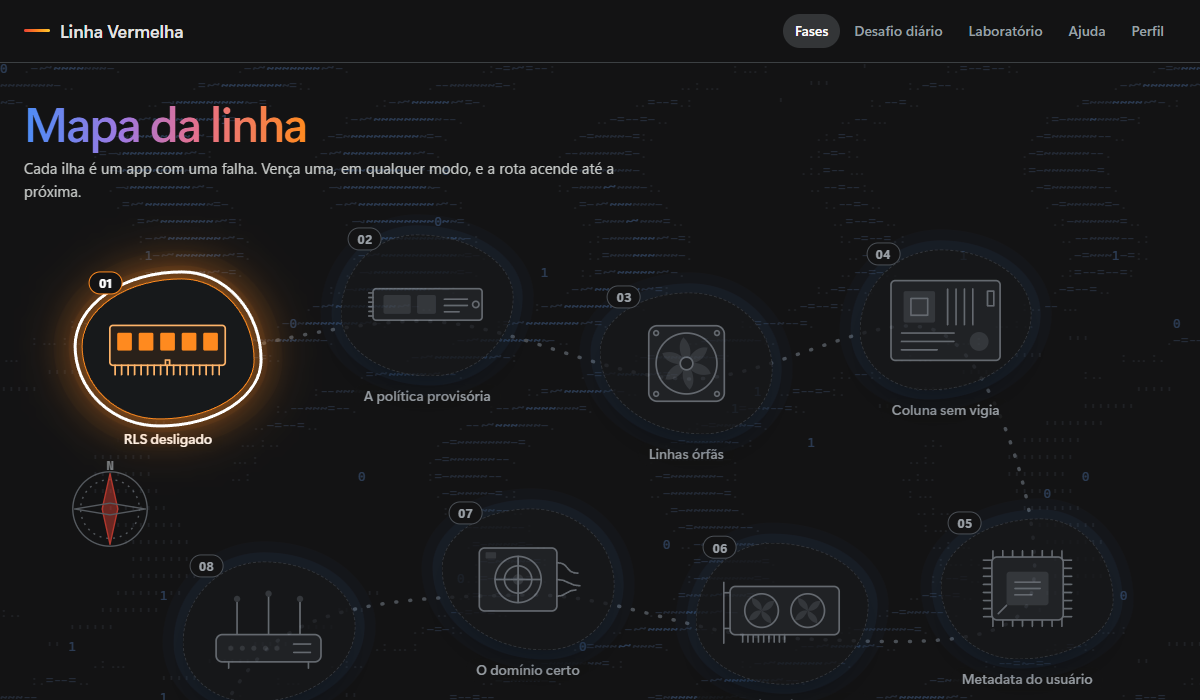 Linha Vermelha
Fases
Desafio diário
Laboratório
Ajuda
Perfil
Mapa da linha
Cada ilha é um app com uma falha. Vença uma, em qualquer modo, e a rota acende até a
próxima.
01
RLS desligado
02
A política provisória
03
Linhas órfãs
04
Coluna sem vigia
N
08
07
O domínio certo
06
05
Metadata do usuário